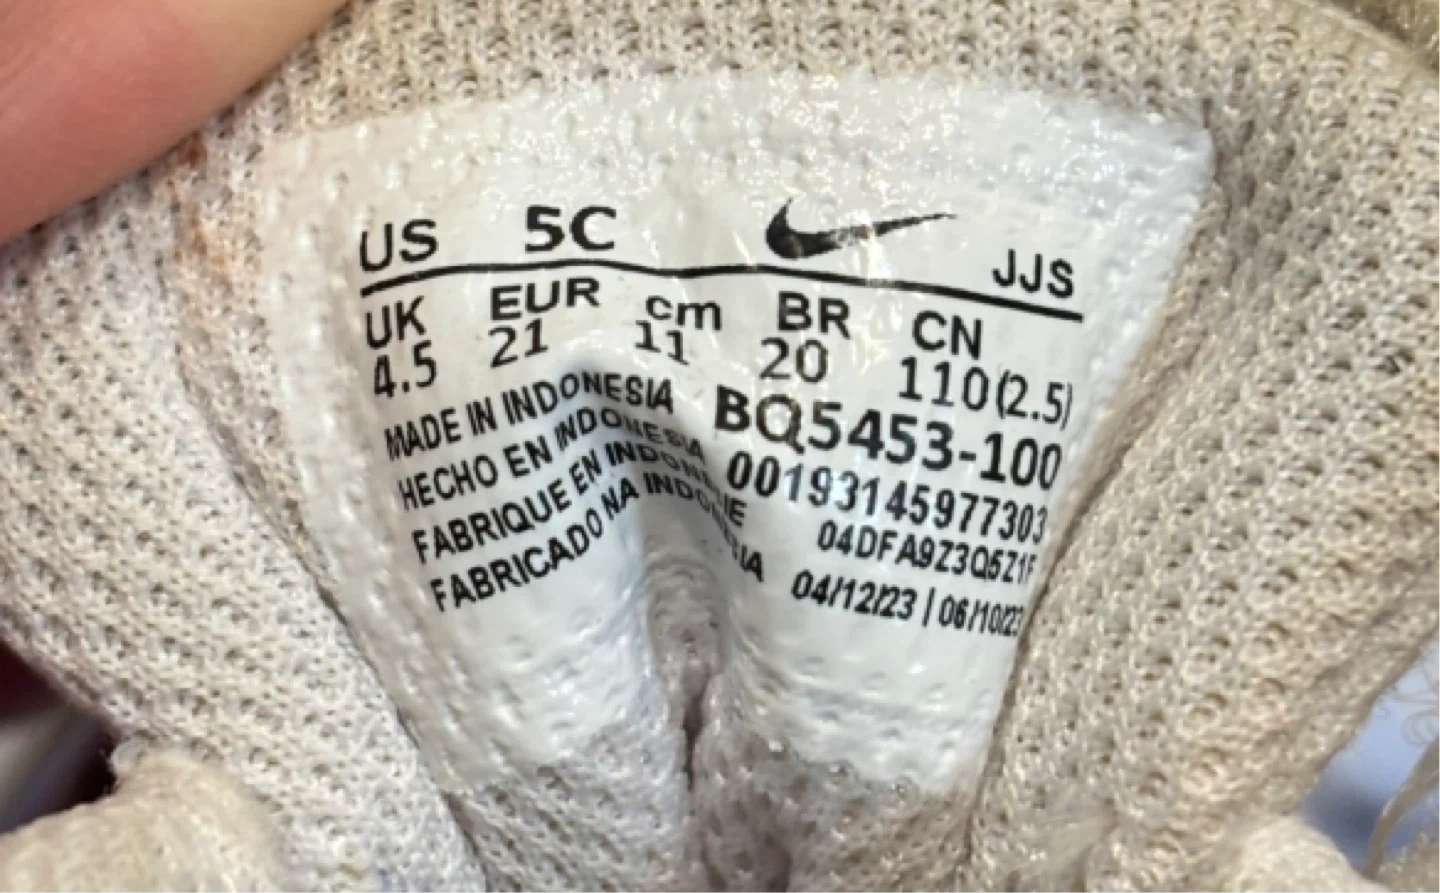 US 5C JJS
UK EUR cm BR CN
4.5 21 11 20 110(2.5)
MADE IN INDONESIA
HECHO EN INDONESIA
FABRIQUE EN INDONESIE
FABRICADO NA INDONESIA
BQ5453-100
00193145977303
04DFA9Z3Q5Z1F
04/12/23 | 06/10/23